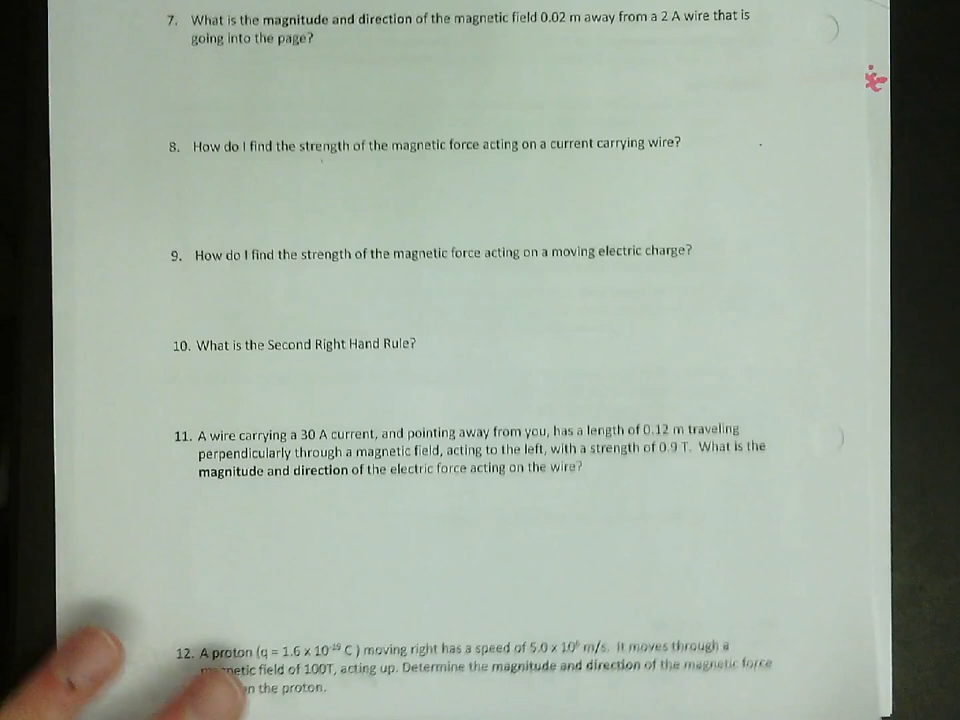 7. What is the magnitude and direction of the magnetic field 0.02 m away from a 2 A wire that is
going into the page?
8. How do I find the strength of the magnetic force acting on a current carrying wire?
9. How do I find the strength of the magnetic force acting on a moving electric charge?
10. What is the Second Right Hand Rule?
11. A wire carrying a 30 A current, and pointing away from you, has a length of 0.12 m traveling
perpendicularly through a magnetic field, acting to the left, with a strength of 0.9 T. What is the
magnitude and direction of the electric force acting on the wire?
12. A proton (q = 1.6 x 10⁻¹⁹ C ) moving right has a speed of 5.0 x m/s. It moves through a
field of 100T, acting up. Determine the magnitude and direction of the magnetic force
the proton.